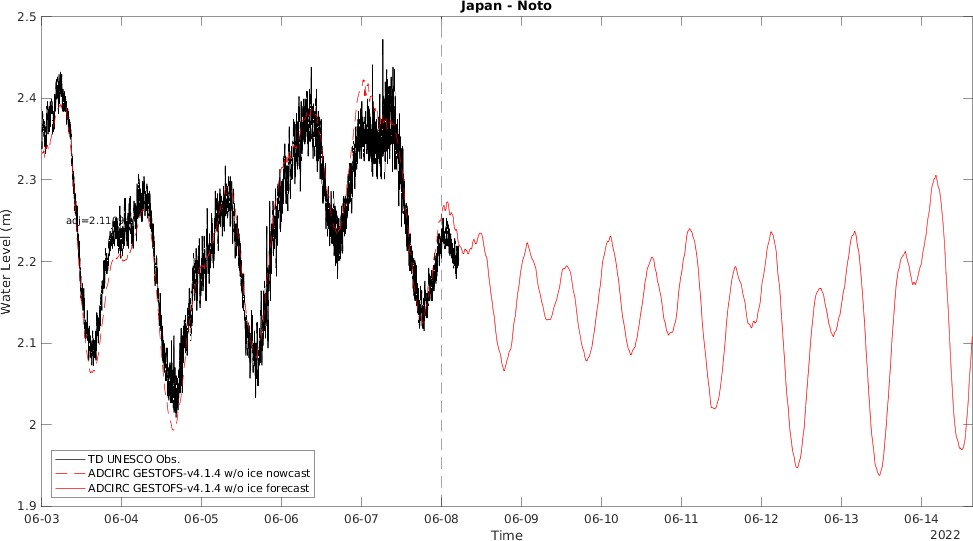 Japan - Noto
2.5
2.4
2.3
2.2
2.1
2
1.9
Water Level (m)
TD UNESCO Obs.
ADCIRC GESTOFS-v4.1.4 w/o ice nowcast
ADCIRC GESTOFS-v4.1.4 w/o ice forecast
06-03 06-04 06-05 06-06 06-07 06-08 06-09 06-10 06-11 06-12 06-13 06-14
Time
2022